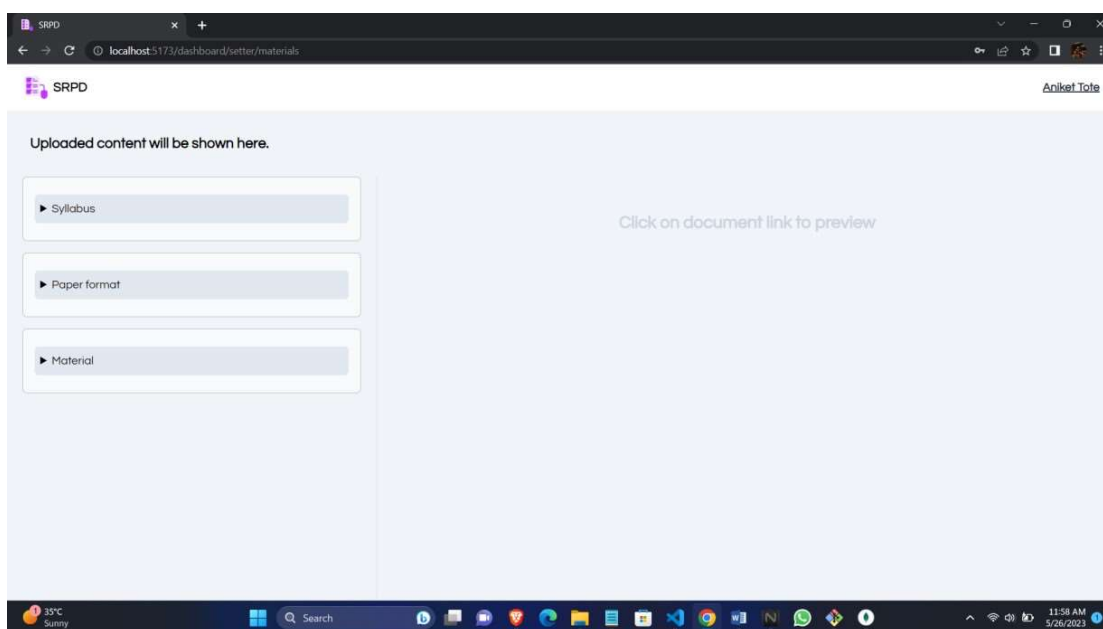 SRPD
localhost:5173/dashboard/setter/materials
SRPD
Aniket Tote
Uploaded content will be shown here.
Syllabus
Click on document link to preview
Paper format
Material
1
35°C
Sunny
Search
11:58 AM
5/26/2023